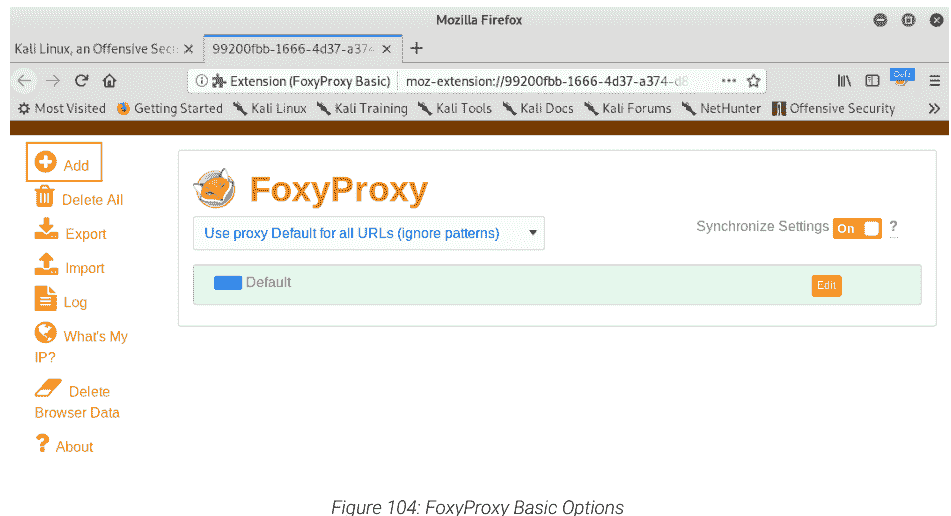 Mozilla Firefox
Kali Linux, an Offensive Sec
99200fbb-1666-4d37-a374
Extension (FoxyProxy Basic) moz-extension://99200fbb-1666-4d37-a374-d8
Most Visited Getting Started Kali Linux Kali Training Kali Tools Kali Docs Kali Forums NetHunter Offensive Security
Add
Delete All
Export
Import
Log
What's My
IP?
Delete
Browser Data
About
FoxyProxy
Use proxy Default for all URLs (ignore patterns)
Synchronize Settings On ?
Default Edit
Figure 104: FoxyProxy Basic Options